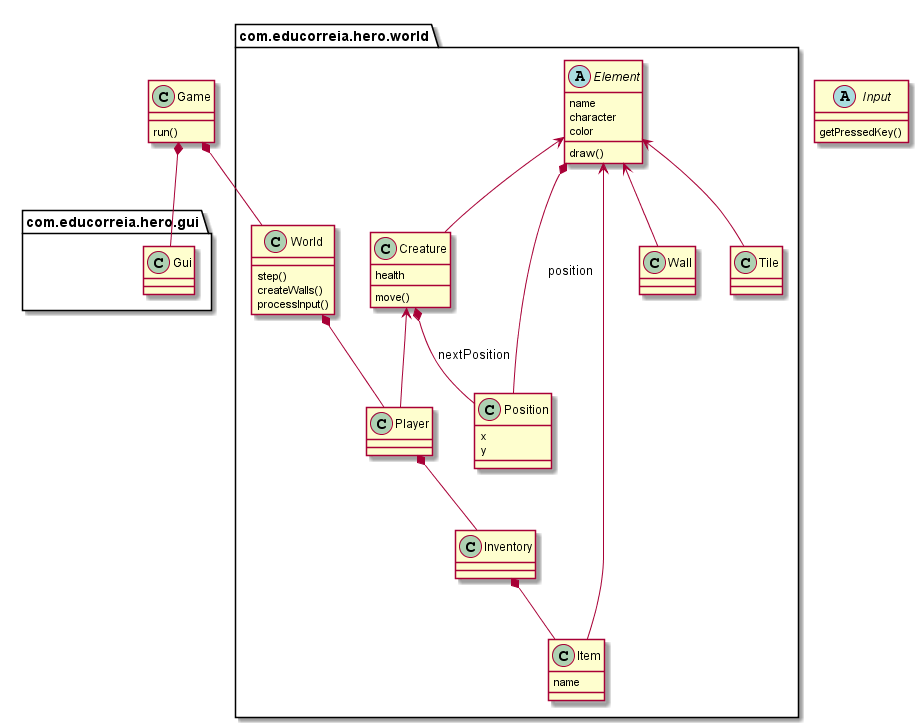 com.educorreia.hero.world
A Element
name
character
color
draw()
C Game
run()
A Input
getPressedKey()
com.educorreia.hero.gui
C Gui
C World
step()
createWalls()
processInput()
C Creature
health
move()
position
C Wall
C Tile
nextPosition
C Player
C Position
x
y
C Inventory
C Item
name